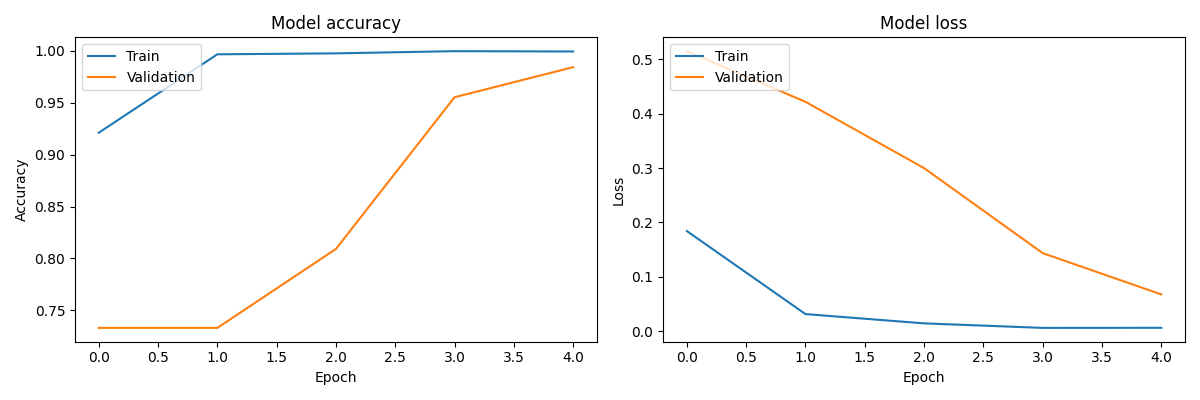 Model accuracy
Train
Validation
1.00
0.95
0.90
0.85
0.80
0.75
Accuracy
0.0 0.5 1.0 1.5 2.0 2.5 3.0 3.5 4.0
Epoch
Model loss
Train
Validation
0.5
0.4
0.3
0.2
0.1
0.0
Loss
0.0 0.5 1.0 1.5 2.0 2.5 3.0 3.5 4.0
Epoch